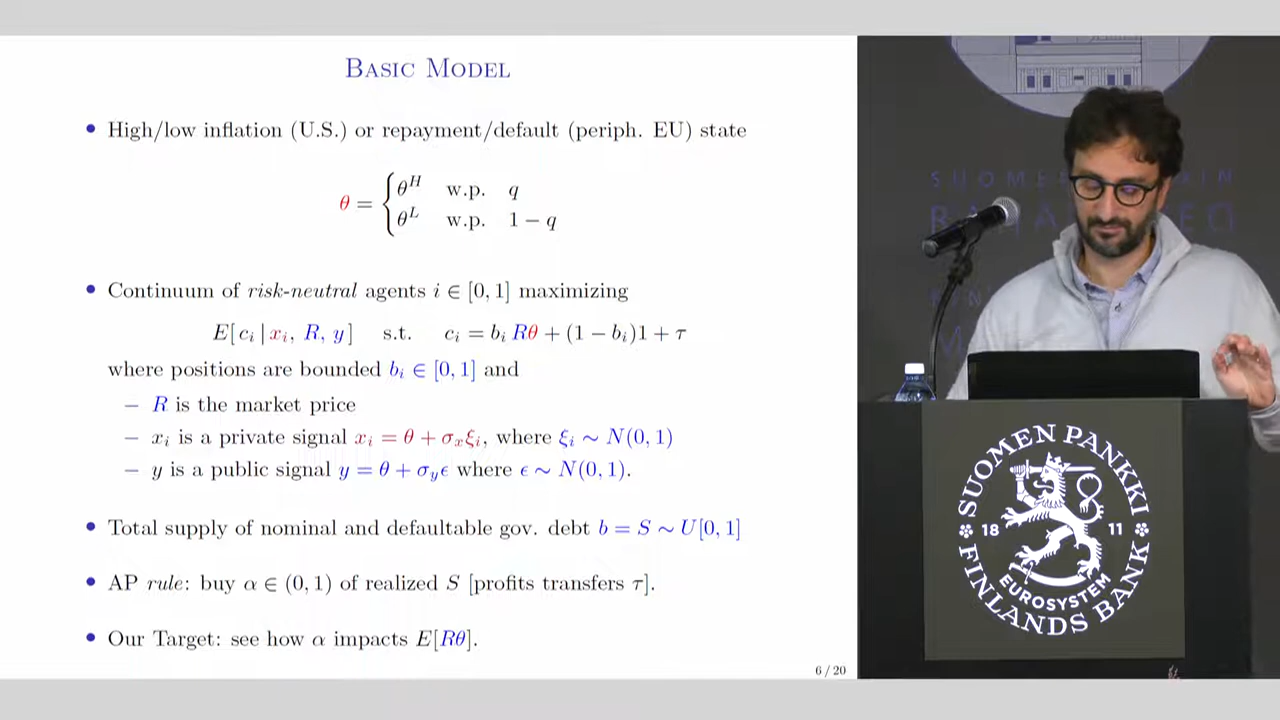 BASIC MODEL
• High/low inflation (U.S.) or repayment/default (periph. EU) state
θ = { θ^H w.p. q
θ^L w.p. 1 − q
• Continuum of risk-neutral agents i ∈ [0, 1] maximizing
E[c_i | x_i, R, y] s.t. c_i = b_i Rθ + (1 − b_i)1 + τ
where positions are bounded b_i ∈ [0, 1] and
– R is the market price
– x_i is a private signal x_i = θ + σ_x ξ_i, where ξ_i ∼ N(0, 1)
– y is a public signal y = θ + σ_y ϵ where ϵ ∼ N(0, 1).
• Total supply of nominal and defaultable gov. debt b = S ∼ U[0, 1]
• AP rule: buy α ∈ (0, 1) of realized S [profits transfers τ].
• Our Target: see how α impacts E[Rθ].
6 / 20
SUOMEN PANKKI
18 11
EUROSYSTEM
FINLANDS BANK